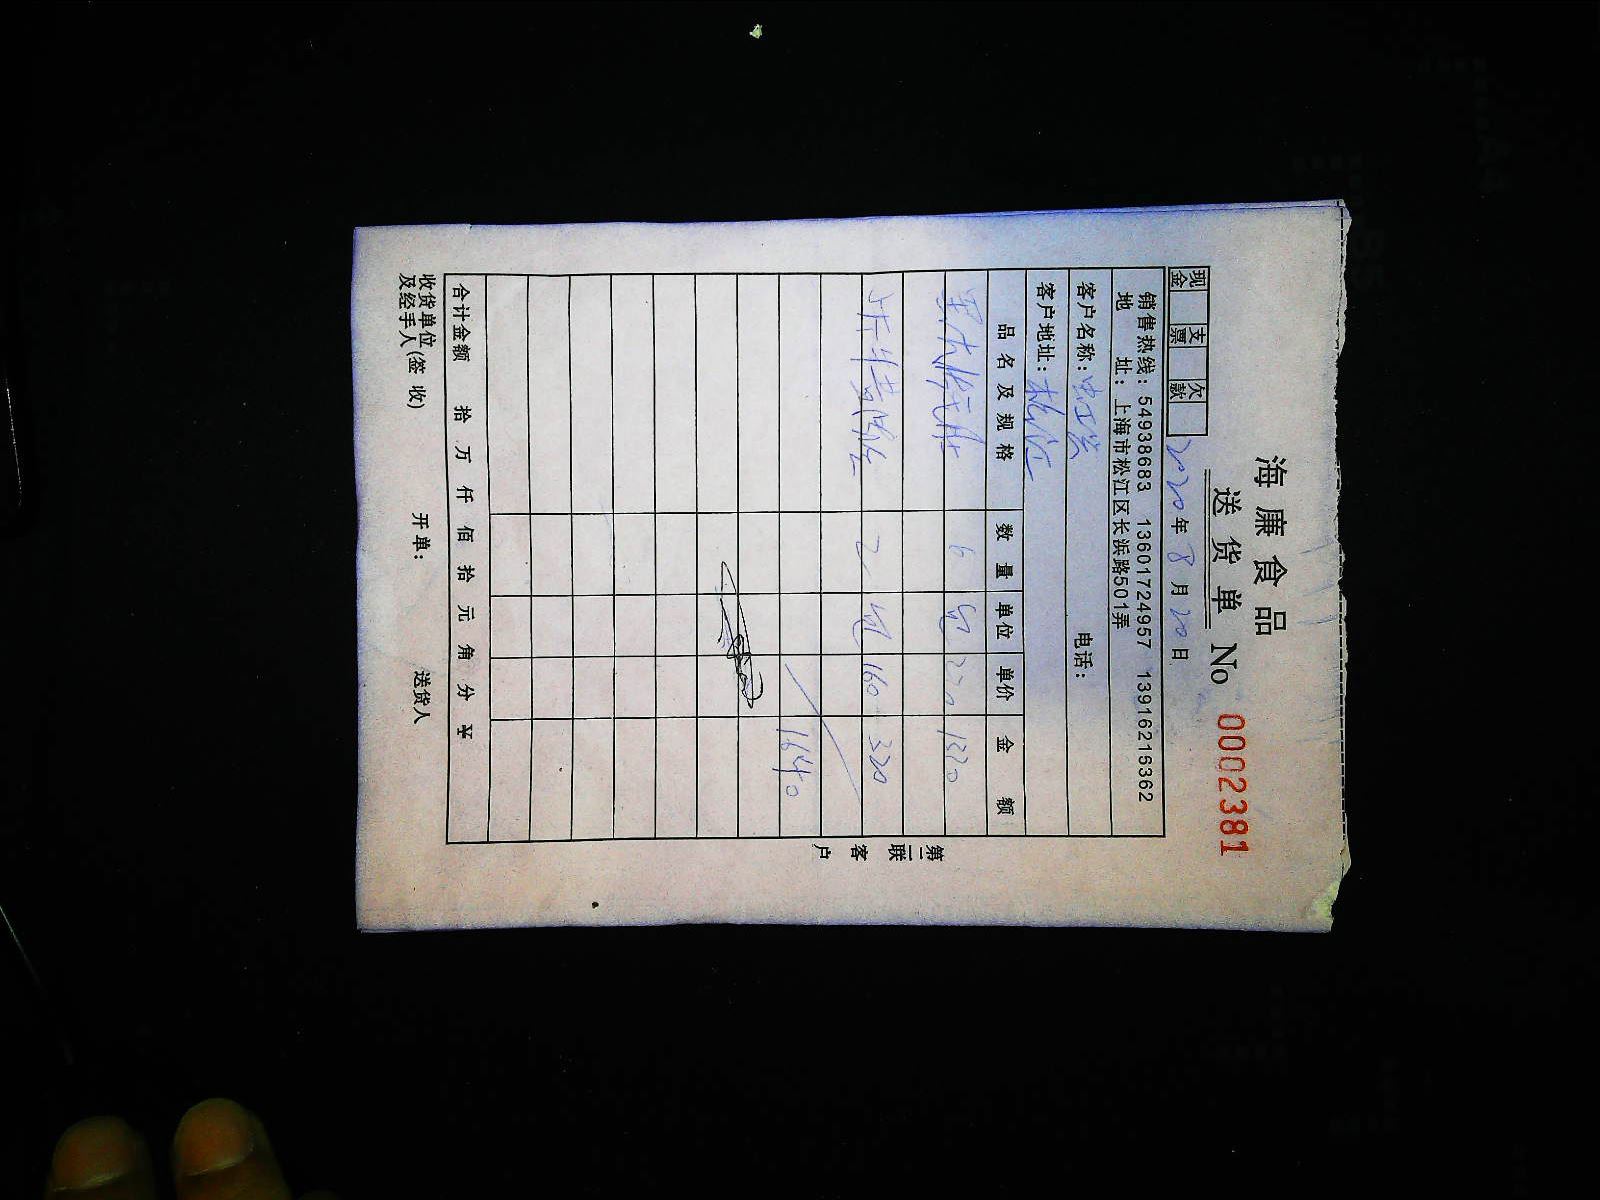 海廉食品
送货单 No 0002381
现金 支票 欠款 2020年8月20日
销售热线：54938683 13601724957 13916216362
地 址：上海市松江区长浜路501弄
客户名称： 电话：
客户地址：松江
品名及规格 数量 单位 单价 金额
6 220 1320
2 160 320
1640
合计金额 拾 万 仟 佰 拾 元 角 分 ¥
收货单位及经手人(签收) 开单： 送货人
第二联 客户